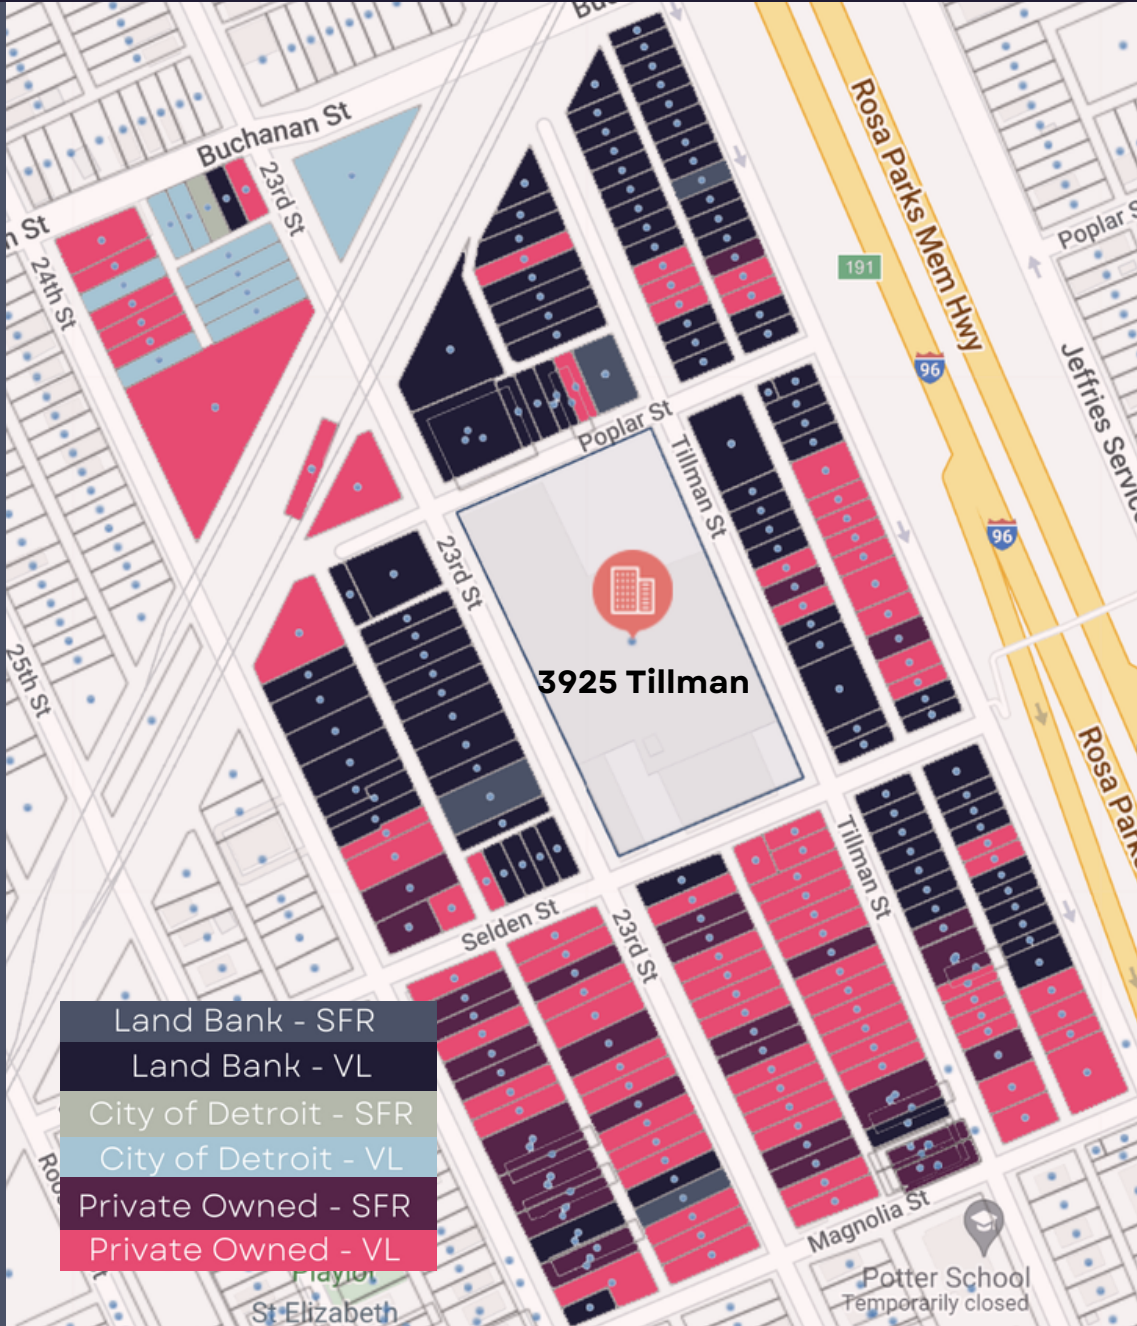 Buchanan St
23rd St
24th St
n St
Rosa Parks Mem Hwy
191
96
Poplar S
Jeffries Servic
Poplar St
Tillman St
23rd St
96
25th St
3925 Tillman
Rosa Park
Tillman St
Selden St
23rd St
Land Bank - SFR
Land Bank - VL
City of Detroit - SFR
City of Detroit - VL
Private Owned - SFR
Private Owned - VL
Magnolia St
Potter School
Temporarily closed
Playlot
St Elizabeth